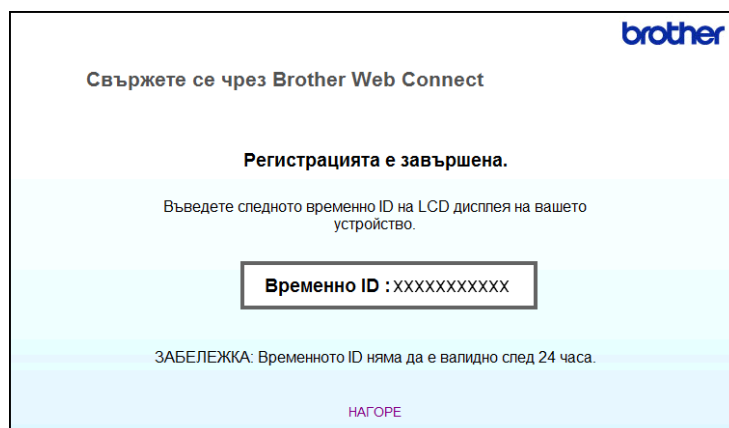 brother
Свържете се чрез Brother Web Connect
Регистрацията е завършена.
Въведете следното временно ID на LCD дисплея на вашето
устройство.
Временно ID : XXXXXXXXXXX
ЗАБЕЛЕЖКА: Временното ID няма да е валидно след 24 часа.
НАГОРЕ